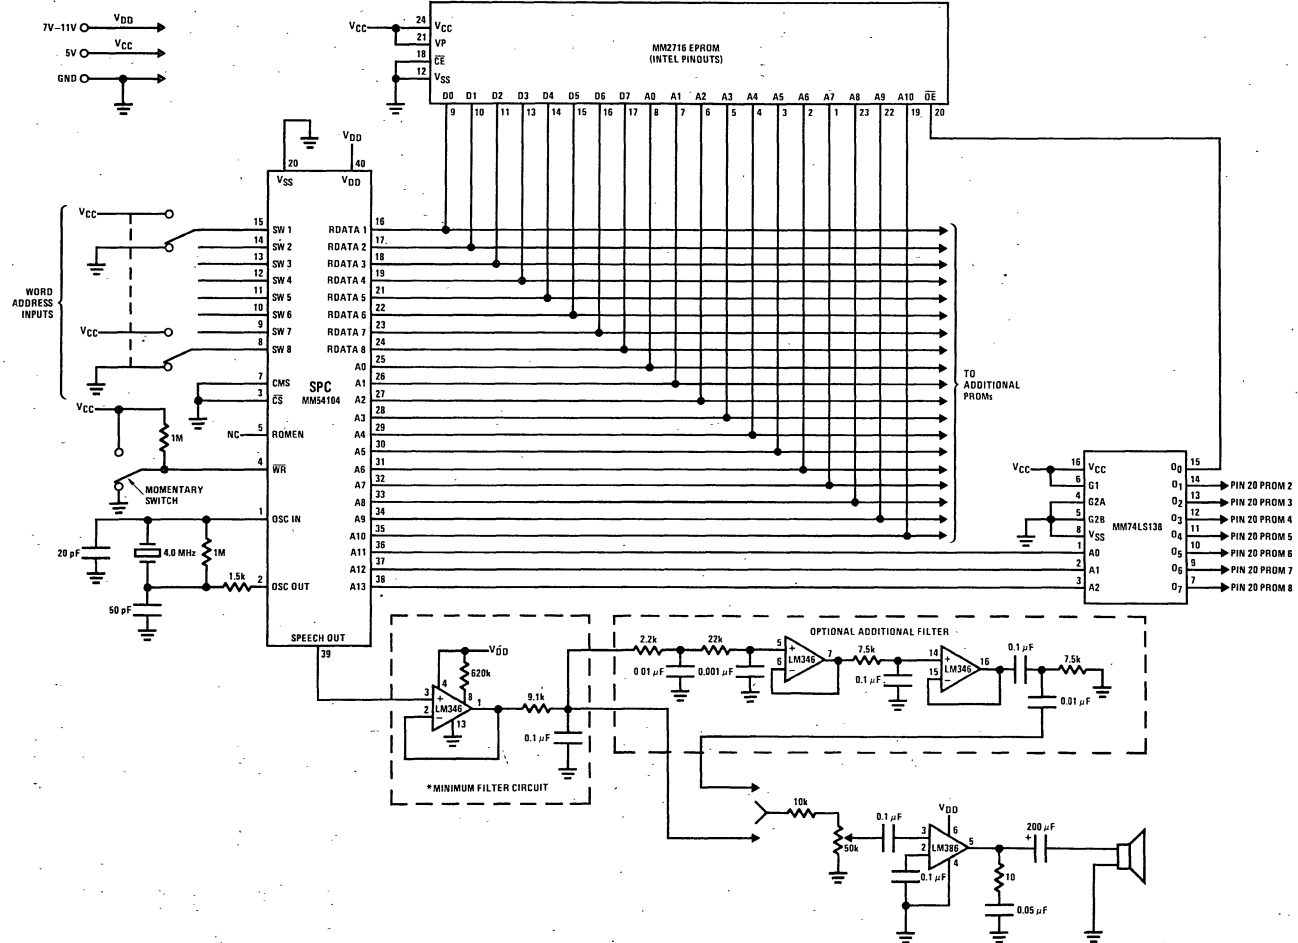 7V–11V VDD
5V VCC
GND
VCC
24 VCC
21 VP
18 CE
12 VSS
MM2716 EPROM
(INTEL PINOUTS)
D0 D1 D2 D3 D4 D5 D6 D7 A0 A1 A2 A3 A4 A5 A6 A7 A8 A9 A10 OE
9 10 11 13 14 15 16 17 8 7 6 5 4 3 2 1 23 22 19 20
VDD
20 40
VSS VDD
WORD
ADDRESS
INPUTS
VCC
VCC
15 SW 1
14 SW 2
13 SW 3
12 SW 4
11 SW 5
10 SW 6
9 SW 7
8 SW 8
7 CMS
3 CS
NC 5 ROMEN
4 WR
1 OSC IN
2 OSC OUT
SPC
MM54104
RDATA 1 16
RDATA 2 17
RDATA 3 18
RDATA 4 19
RDATA 5 21
RDATA 6 22
RDATA 7 23
RDATA 8 24
A0 25
A1 26
A2 27
A3 28
A4 29
A5 30
A6 31
A7 32
A8 33
A9 34
A10 35
A11 36
A12 37
A13 38
SPEECH OUT
39
TO
ADDITIONAL
PROMs
VCC
1M
MOMENTARY
SWITCH
20 pF
4.0 MHz
1M
1.5k
50 pF
VCC
16 VCC
6 G1
4 G2A
5 G2B
8 VSS
1 A0
2 A1
3 A2
MM74LS138
O0 15
O1 14 PIN 20 PROM 2
O2 13 PIN 20 PROM 3
O3 12 PIN 20 PROM 4
O4 11 PIN 20 PROM 5
O5 10 PIN 20 PROM 6
O6 9 PIN 20 PROM 7
O7 7 PIN 20 PROM 8
VDD
620k
4
8
3 +
2 −
LM346
1
13
9.1k
0.1 µF
*MINIMUM FILTER CIRCUIT
OPTIONAL ADDITIONAL FILTER
2.2k
22k
0 01 µF
0.001 µF
5 +
6 −
LM346
7
7.5k
0.1 µF
14 +
15 −
LM346
16
0.1 µF
7.5k
0.01 µF
10k
50k
0.1 µF
VDD
3
2
6
LM386
5
4
0.1 µF
+ 200 µF
10
0.05 µF